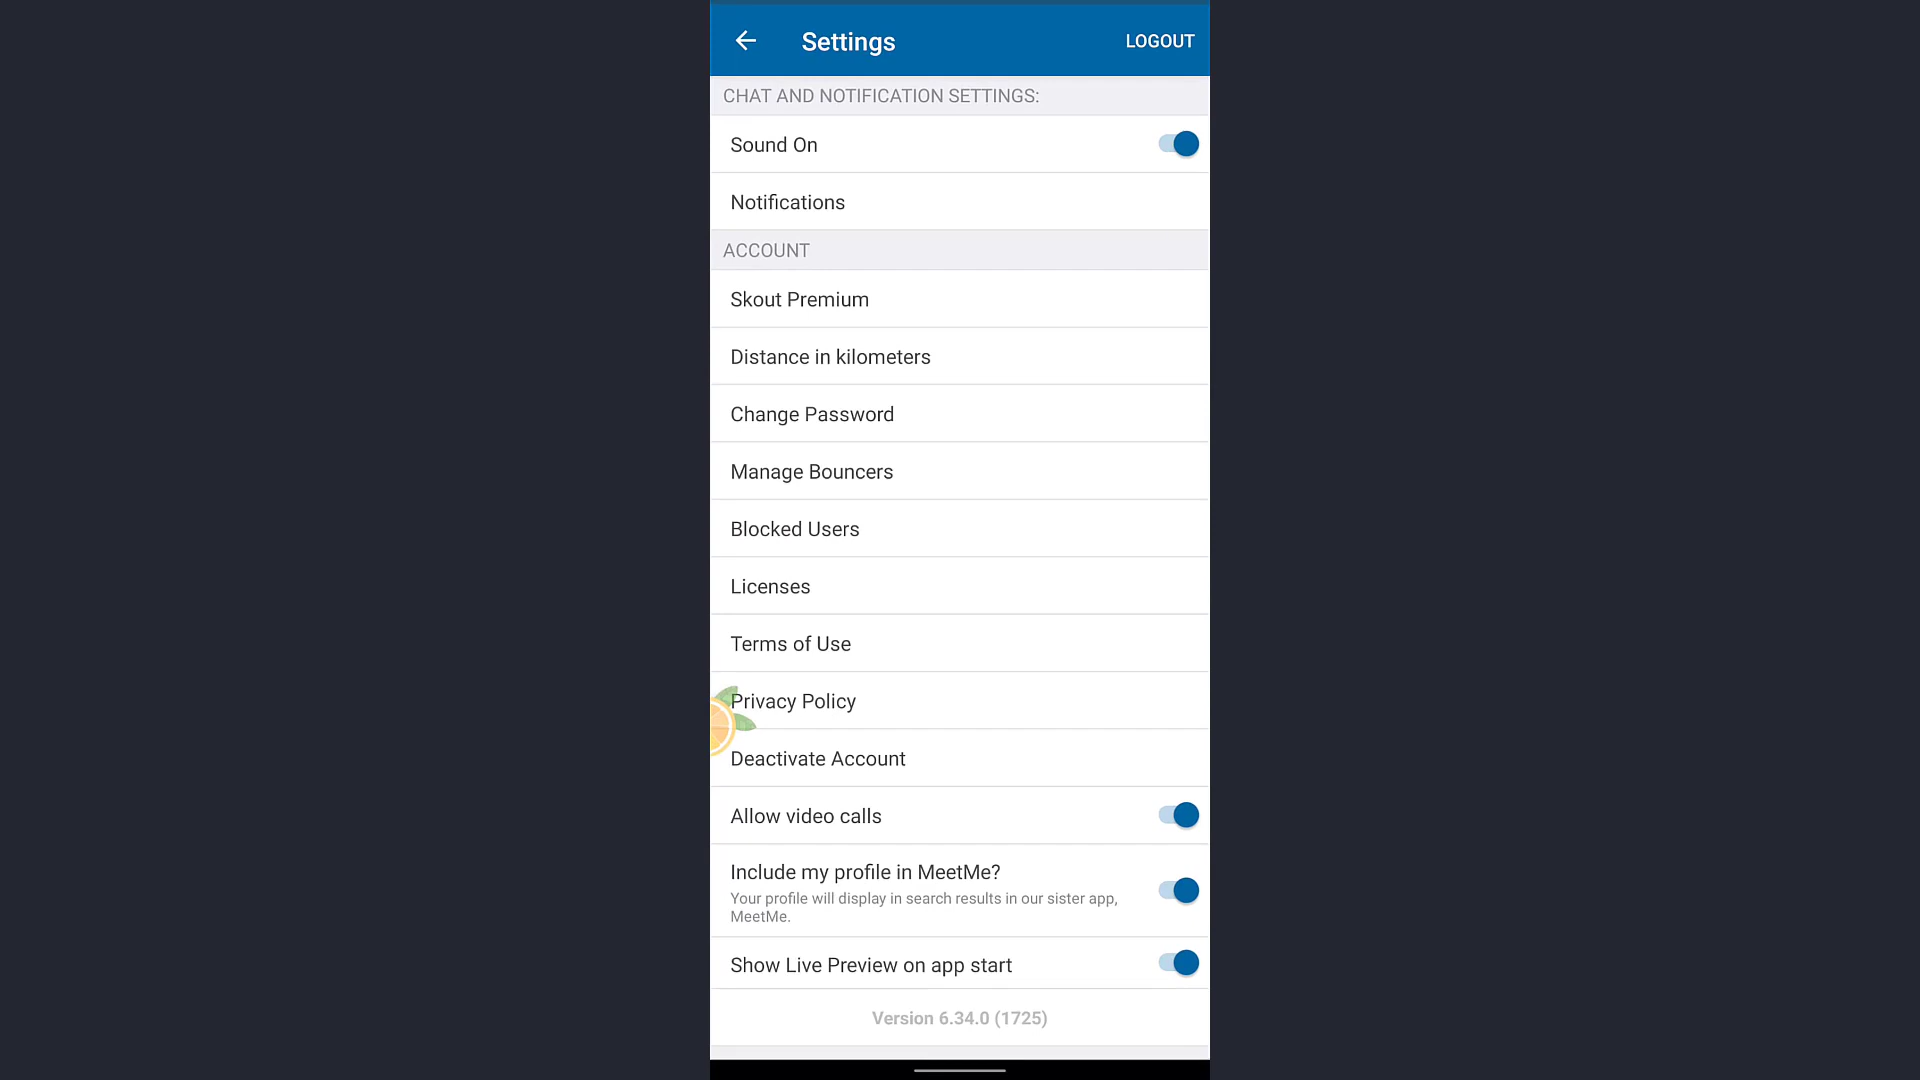 Settings
LOGOUT
CHAT AND NOTIFICATION SETTINGS:
Sound On
Notifications
ACCOUNT
Skout Premium
Distance in kilometers
Change Password
Manage Bouncers
Blocked Users
Licenses
Terms of Use
Privacy Policy
Deactivate Account
Allow video calls
Include my profile in MeetMe?
Your profile will display in search results in our sister app,
MeetMe.
Show Live Preview on app start
Version 6.34.0 (1725)